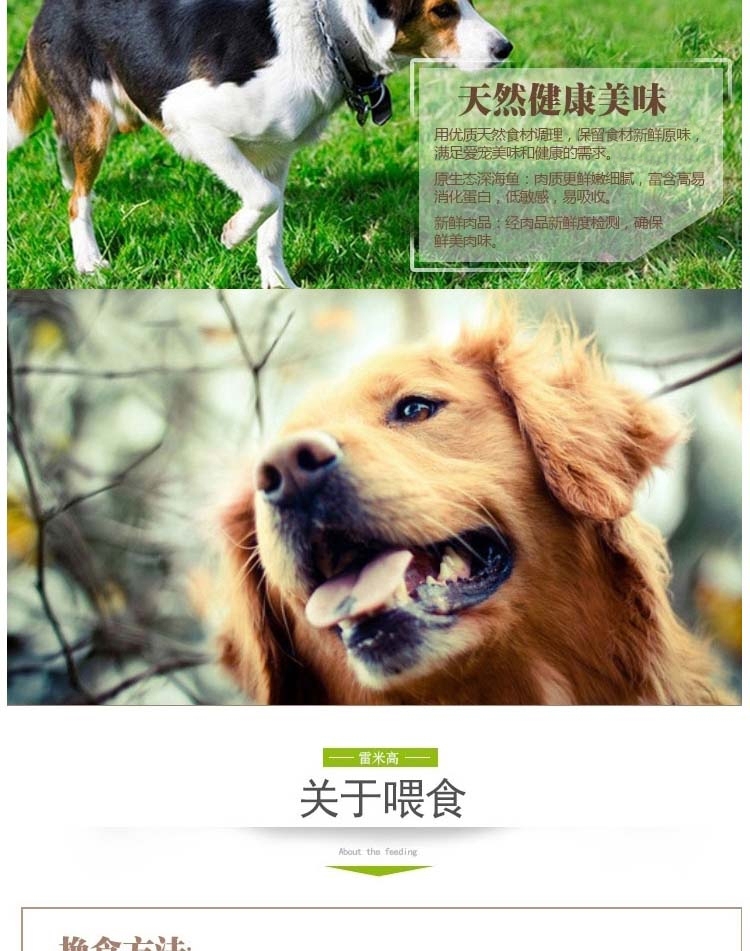 天然健康美味
用优质天然食材调理，保留食材新鲜原味，
满足爱宠美味和健康的需求。
原生态深海鱼：肉质更鲜嫩细腻，富含高易
消化蛋白，低敏感，易吸收。
新鲜肉品：经肉品新鲜度检测，确保
鲜美肉味。
雷米高
关于喂食
About the feeding
换食方法: